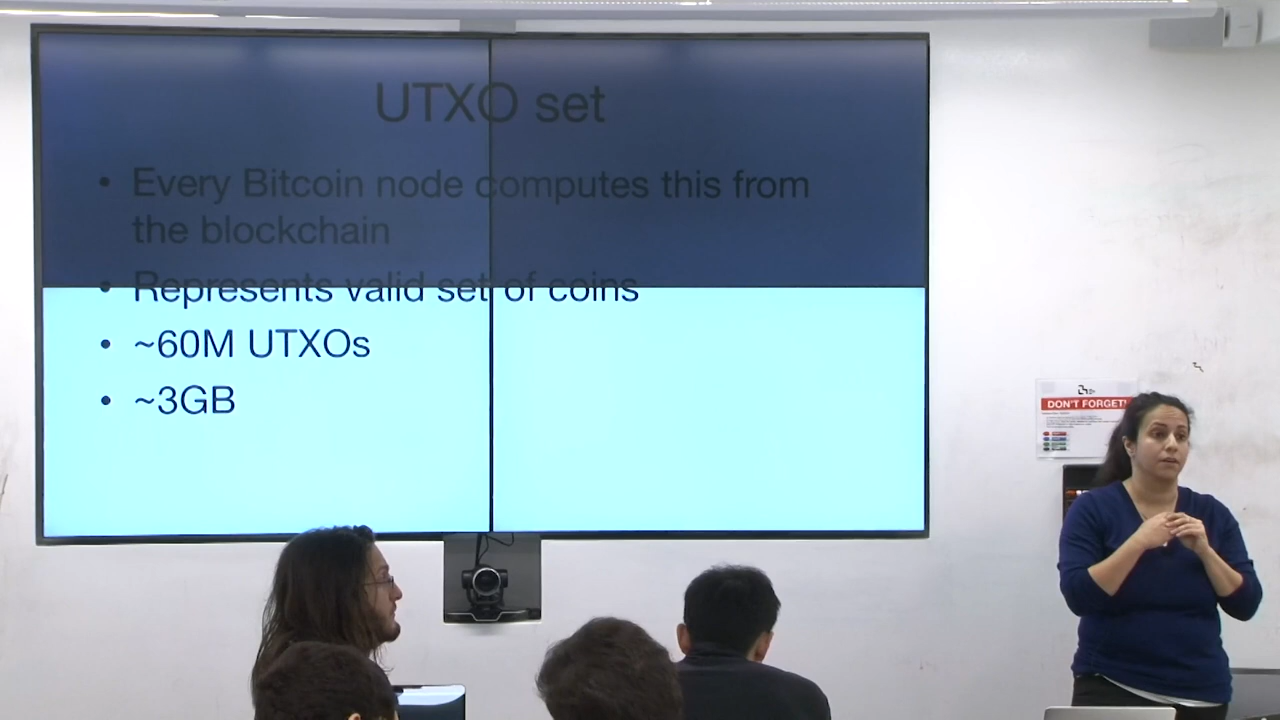 UTXO set
• Every Bitcoin node computes this from
the blockchain
• Represents valid set of coins
• ~60M UTXOs
• ~3GB
DON'T FORGET!